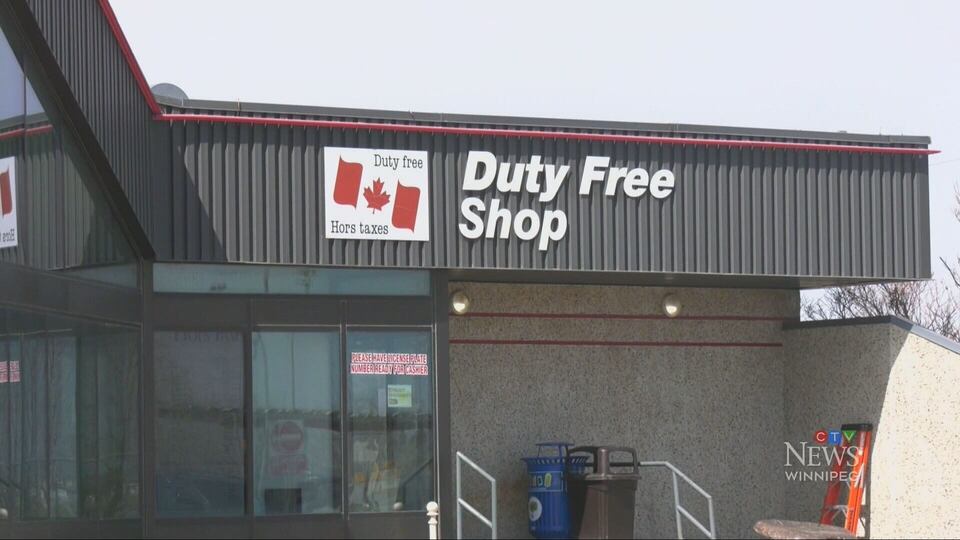 Duty free
Hors taxes
Duty Free
Shop
PLEASE HAVE LICENSE PLATE
NUMBER READY FOR CASHIER
CTV
NEWS
WINNIPEG